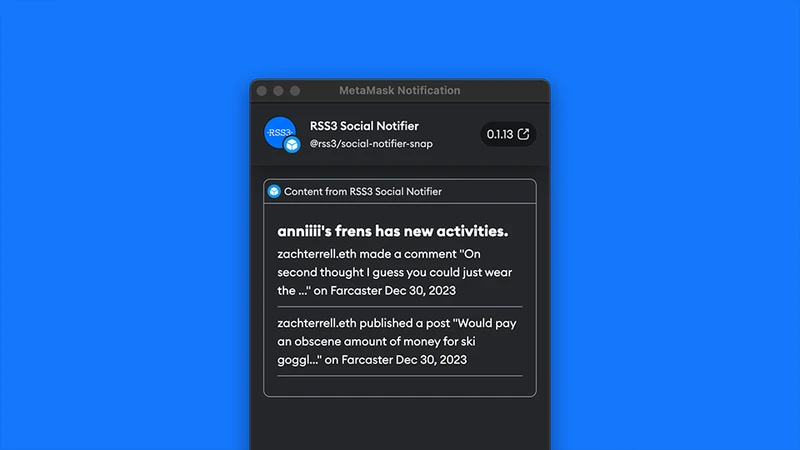 MetaMask Notification
RSS3
RSS3 Social Notifier
@rss3/social-notifier-snap
0.1.13
Content from RSS3 Social Notifier
anniiii's frens has new activities.
zachterrell.eth made a comment "On
second thought I guess you could just wear
the ..." on Farcaster Dec 30, 2023
zachterrell.eth published a post "Would pay
an obscene amount of money for ski
goggl..." on Farcaster Dec 30, 2023